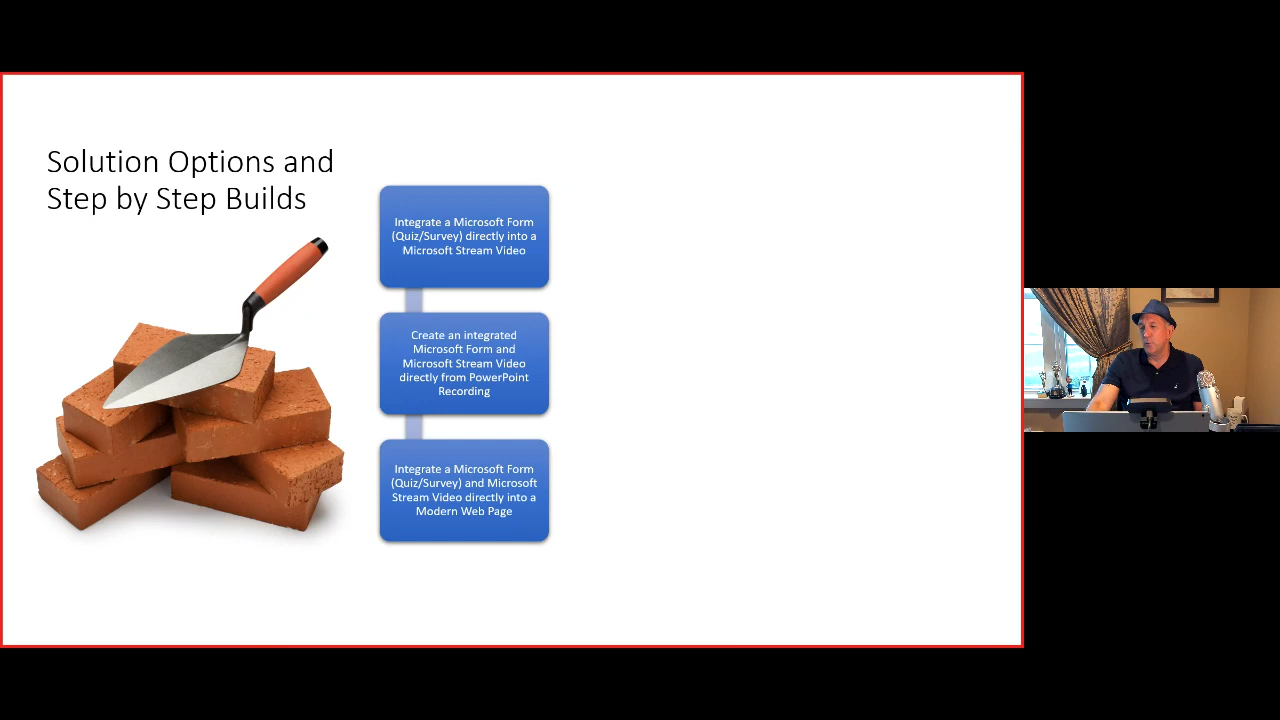 Solution Options and
Step by Step Builds
Integrate a Microsoft Form
(Quiz/Survey) directly into a
Microsoft Stream Video
Create an integrated
Microsoft Form and
Microsoft Stream Video
directly from PowerPoint
Recording
Integrate a Microsoft Form
(Quiz/Survey) and Microsoft
Stream Video directly into a
Modern Web Page